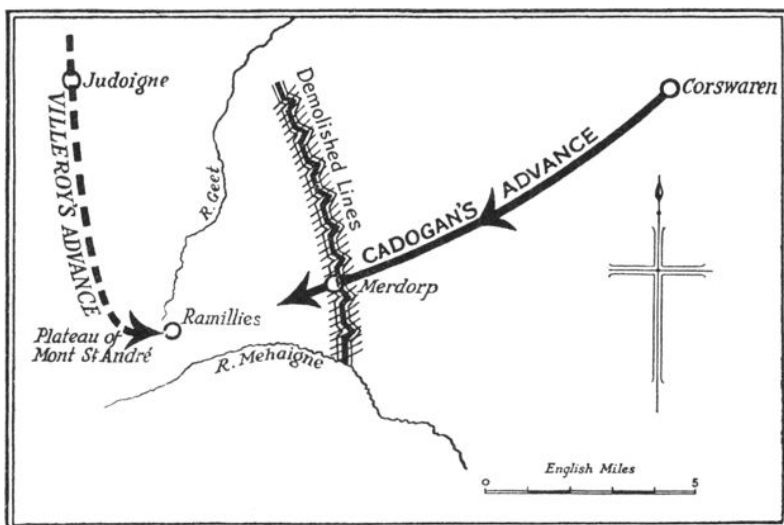 Judoigne
VILLEROY'S ADVANCE
R. Geet
Demolished Lines
Corswaren
CADOGAN'S ADVANCE
Merdorp
Ramillies
Plateau of
Mont St André
R. Mehaigne
English Miles
0 5